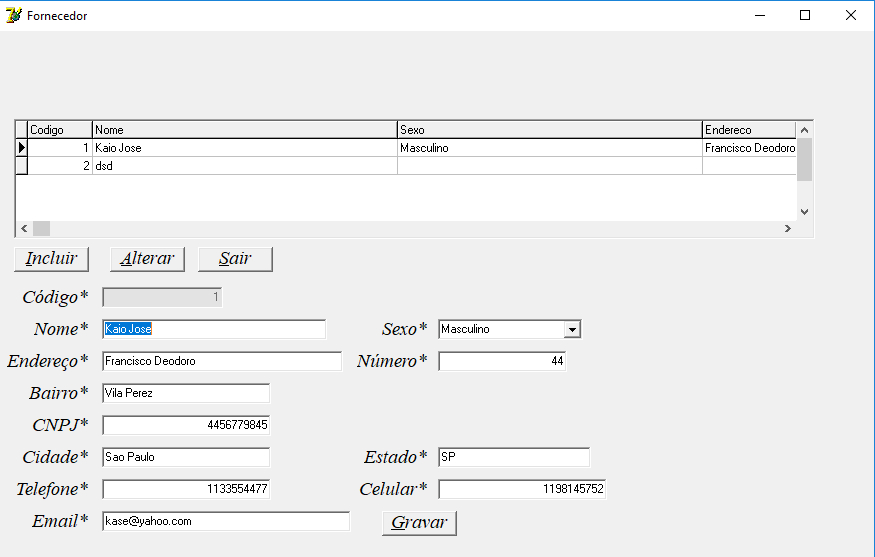 Fornecedor
Codigo Nome Sexo Endereco
1 Kaio Jose Masculino Francisco Deodoro
2 dsd
Incluir Alterar Sair
Código* 1
Nome* Kaio Jose Sexo* Masculino
Endereço* Francisco Deodoro Número* 44
Bairro* Vila Perez
CNPJ* 4456779845
Cidade* Sao Paulo Estado* SP
Telefone* 1133554477 Celular* 1198145752
Email* kase@yahoo.com Gravar